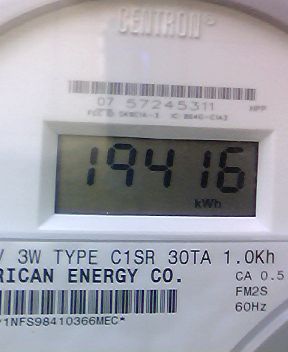 CENTRON®
07 57245311
19416
kWh
V 3W TYPE C1SR 30TA 1.0Kh
RICAN ENERGY CO.
CA 0.5
FM2S
60Hz
1NFS98410366MEC*